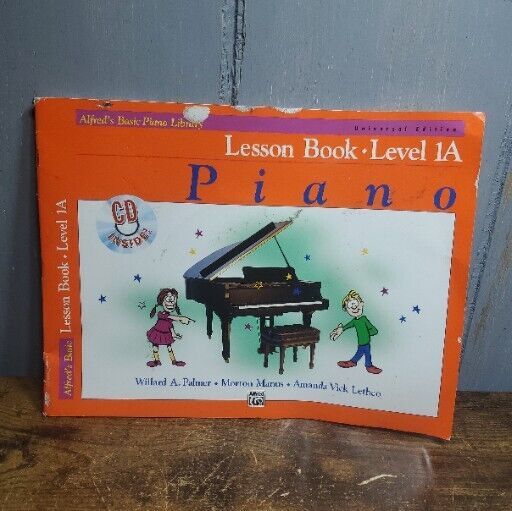 Alfred's Basic Piano Library
Universal Edition
Lesson Book • Level 1A
Piano
CD
INSIDE!
Willard A. Palmer • Morton Manus • Amanda Vick Lethco
Alfred
Alfred's Basic Lesson Book • Level 1A